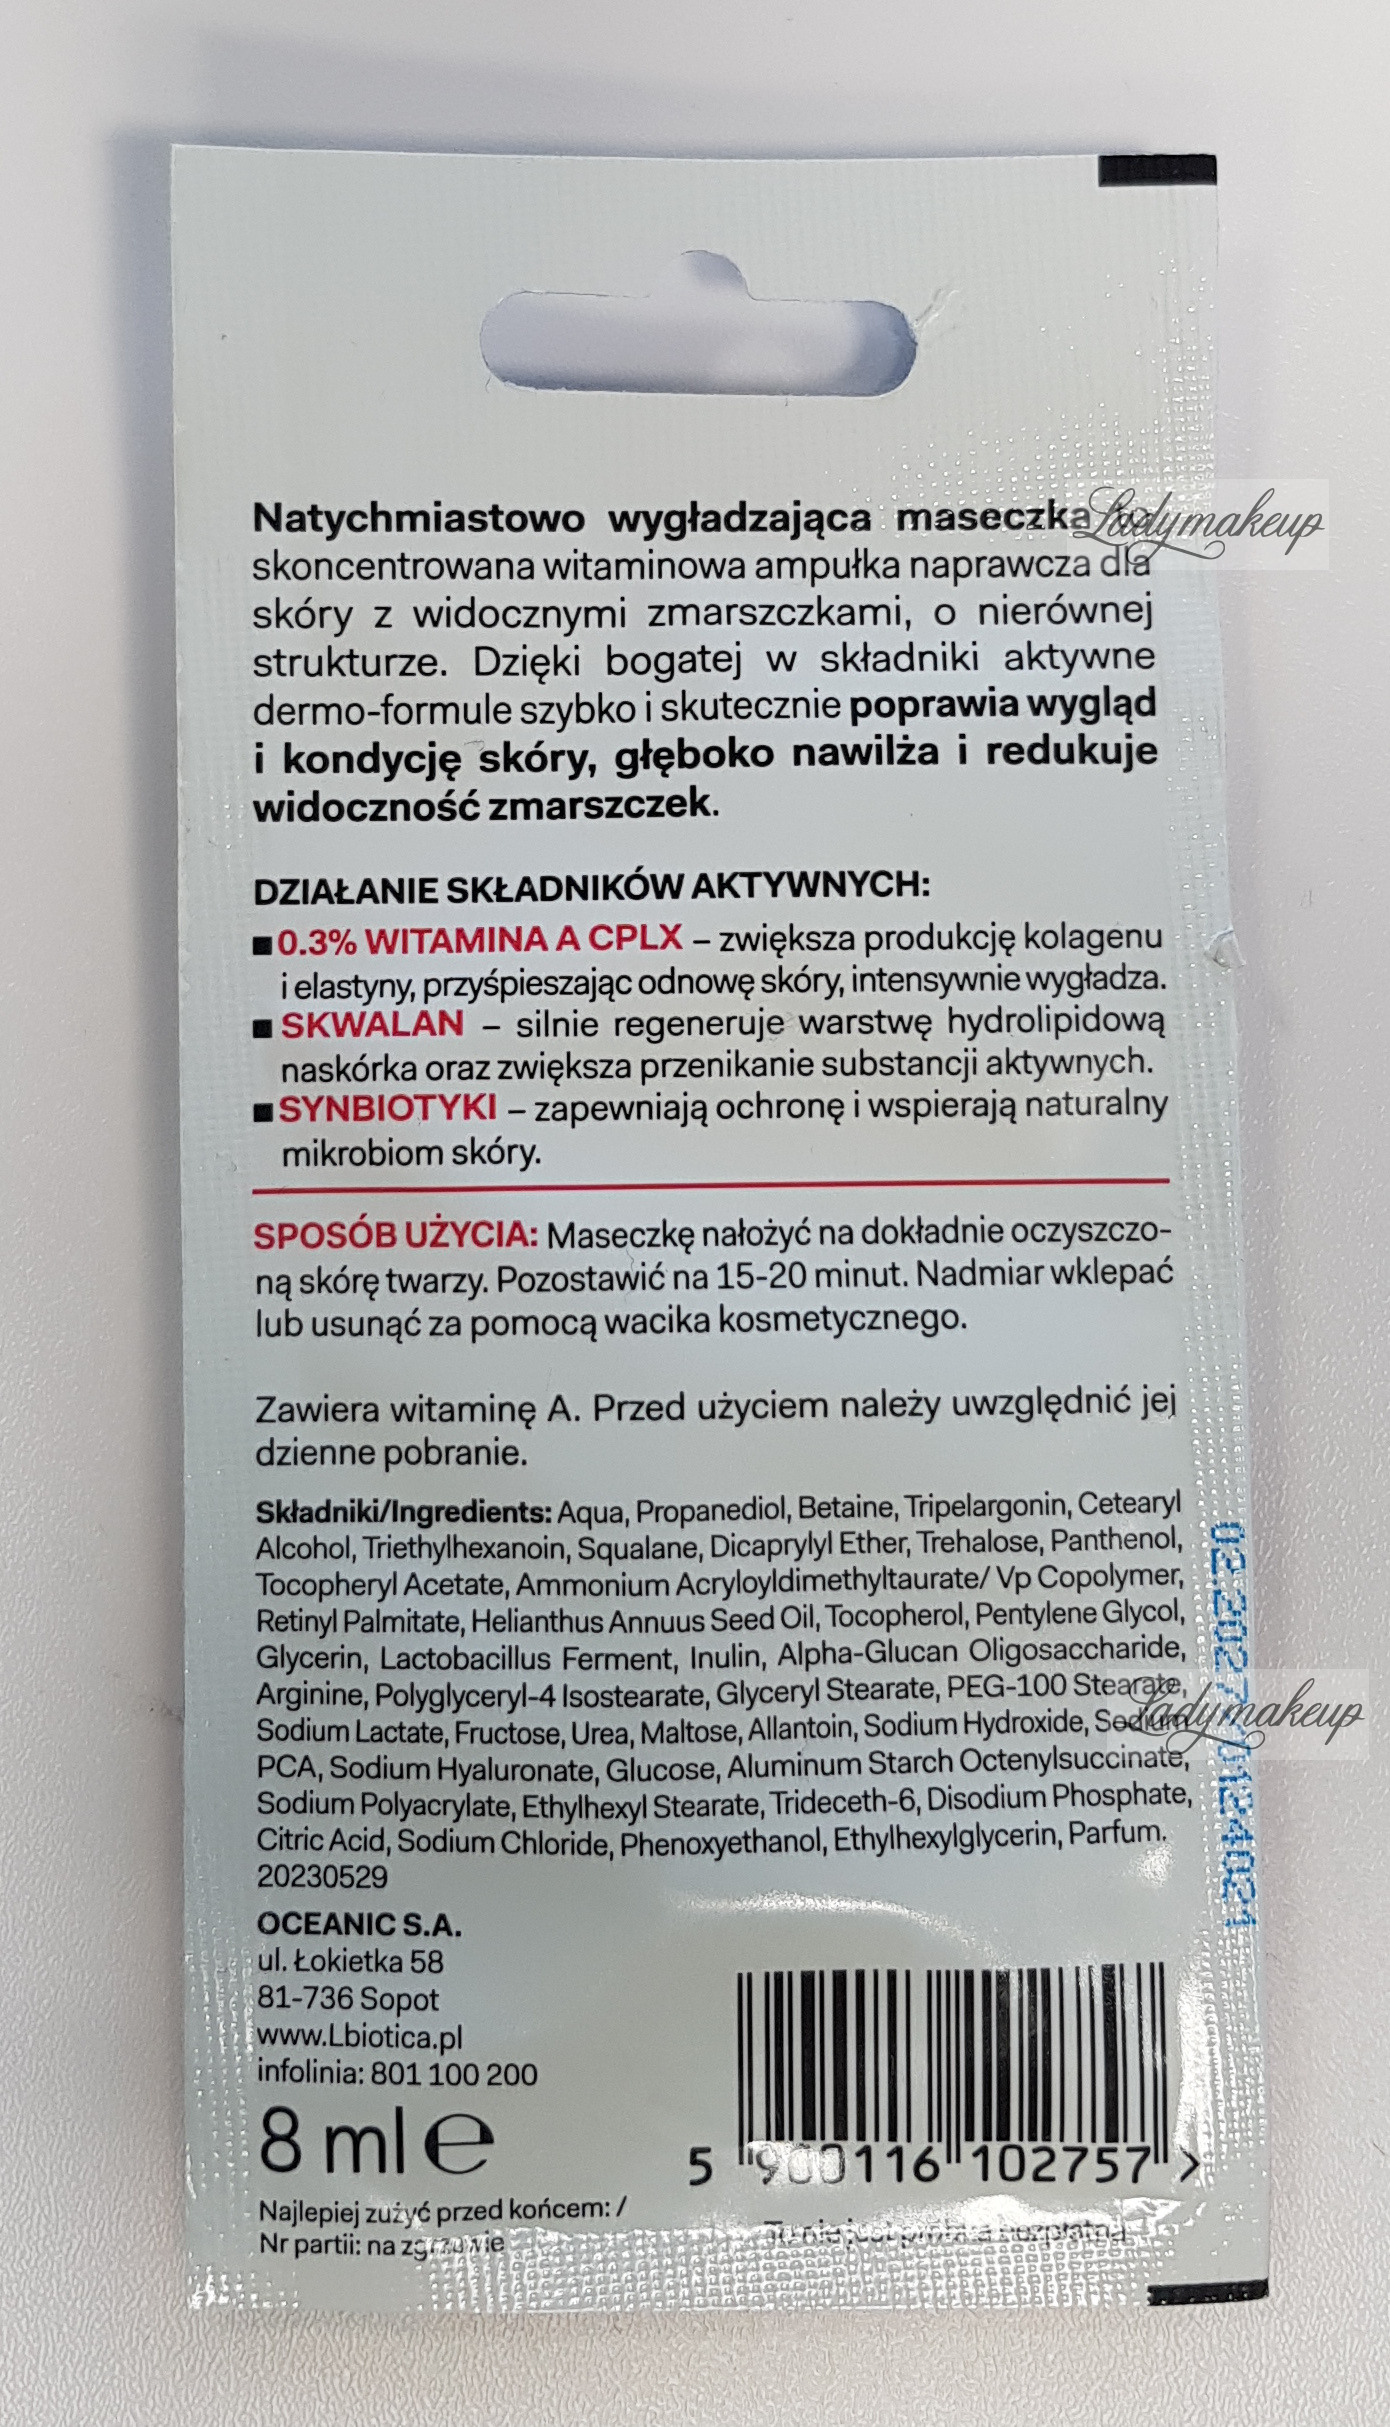 Natychmiastowo wygładzająca maseczka
skoncentrowana witaminowa ampułka naprawcza dla
skóry z widocznymi zmarszczkami, o nierównej
strukturze. Dzięki bogatej w składniki aktywne
dermo-formule szybko i skutecznie poprawia wygląd
i kondycję skóry, głęboko nawilża i redukuje
widoczność zmarszczek.
DZIAŁANIE SKŁADNIKÓW AKTYWNYCH:
■ 0.3% WITAMINA A CPLX – zwiększa produkcję kolagenu
i elastyny, przyśpieszając odnowę skóry, intensywnie wygładza.
■ SKWALAN – silnie regeneruje warstwę hydrolipidową
naskórka oraz zwiększa przenikanie substancji aktywnych.
■ SYNBIOTYKI – zapewniają ochronę i wspierają naturalny
mikrobiom skóry.
SPOSÓB UŻYCIA: Maseczkę nałożyć na dokładnie oczyszczo-
ną skórę twarzy. Pozostawić na 15-20 minut. Nadmiar wklepać
lub usunąć za pomocą wacika kosmetycznego.
Zawiera witaminę A. Przed użyciem należy uwzględnić jej
dzienne pobranie.
Składniki/Ingredients: Aqua, Propanediol, Betaine, Tripelargonin, Cetearyl
Alcohol, Triethylhexanoin, Squalane, Dicaprylyl Ether, Trehalose, Panthenol,
Tocopheryl Acetate, Ammonium Acryloyldimethyltaurate/ Vp Copolymer,
Retinyl Palmitate, Helianthus Annuus Seed Oil, Tocopherol, Pentylene Glycol,
Glycerin, Lactobacillus Ferment, Inulin, Alpha-Glucan Oligosaccharide,
Arginine, Polyglyceryl-4 Isostearate, Glyceryl Stearate, PEG-100 Stearate,
Sodium Lactate, Fructose, Urea, Maltose, Allantoin, Sodium Hydroxide, Sodium
PCA, Sodium Hyaluronate, Glucose, Aluminum Starch Octenylsuccinate,
Sodium Polyacrylate, Ethylhexyl Stearate, Trideceth-6, Disodium Phosphate,
Citric Acid, Sodium Chloride, Phenoxyethanol, Ethylhexylglycerin, Parfum.
20230529
OCEANIC S.A.
ul. Łokietka 58
81-736 Sopot
www.Lbiotica.pl
infolinia: 801 100 200
8 ml e
Najlepiej zużyć przed końcem: /
Nr partii: na zgrzewie
5 900116 102757 >
To nie jest próbka bezpłatna
02.2027/ 0124021
Ladymakeup
Ladymakeup